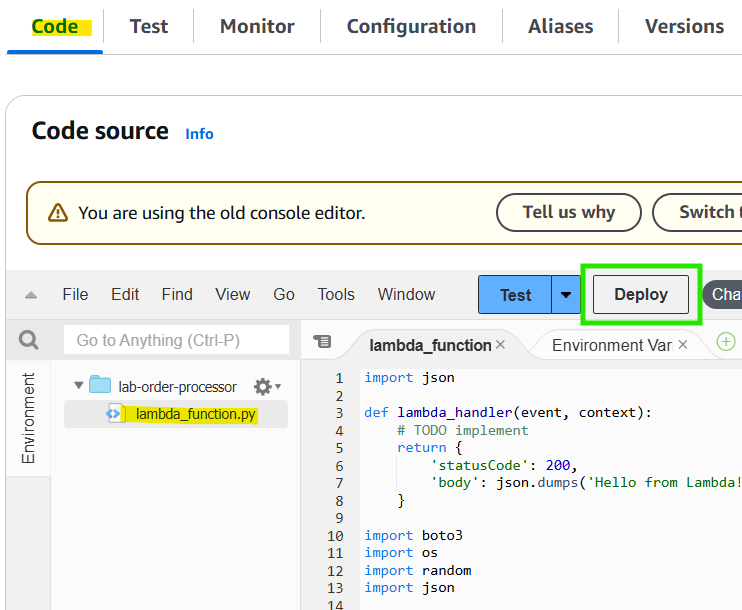 Code Test Monitor Configuration Aliases Versions
Code source Info
You are using the old console editor. Tell us why Switch
File Edit Find View Go Tools Window Test Deploy Cha
Go to Anything (Ctrl-P) lambda_function Environment Var
Environment
lab-order-processor
lambda_function.py
1 import json
2
3 def lambda_handler(event, context):
4 # TODO implement
5 return {
6 'statusCode': 200,
7 'body': json.dumps('Hello from Lambda!
8 }
9
10 import boto3
11 import os
12 import random
13 import json
14